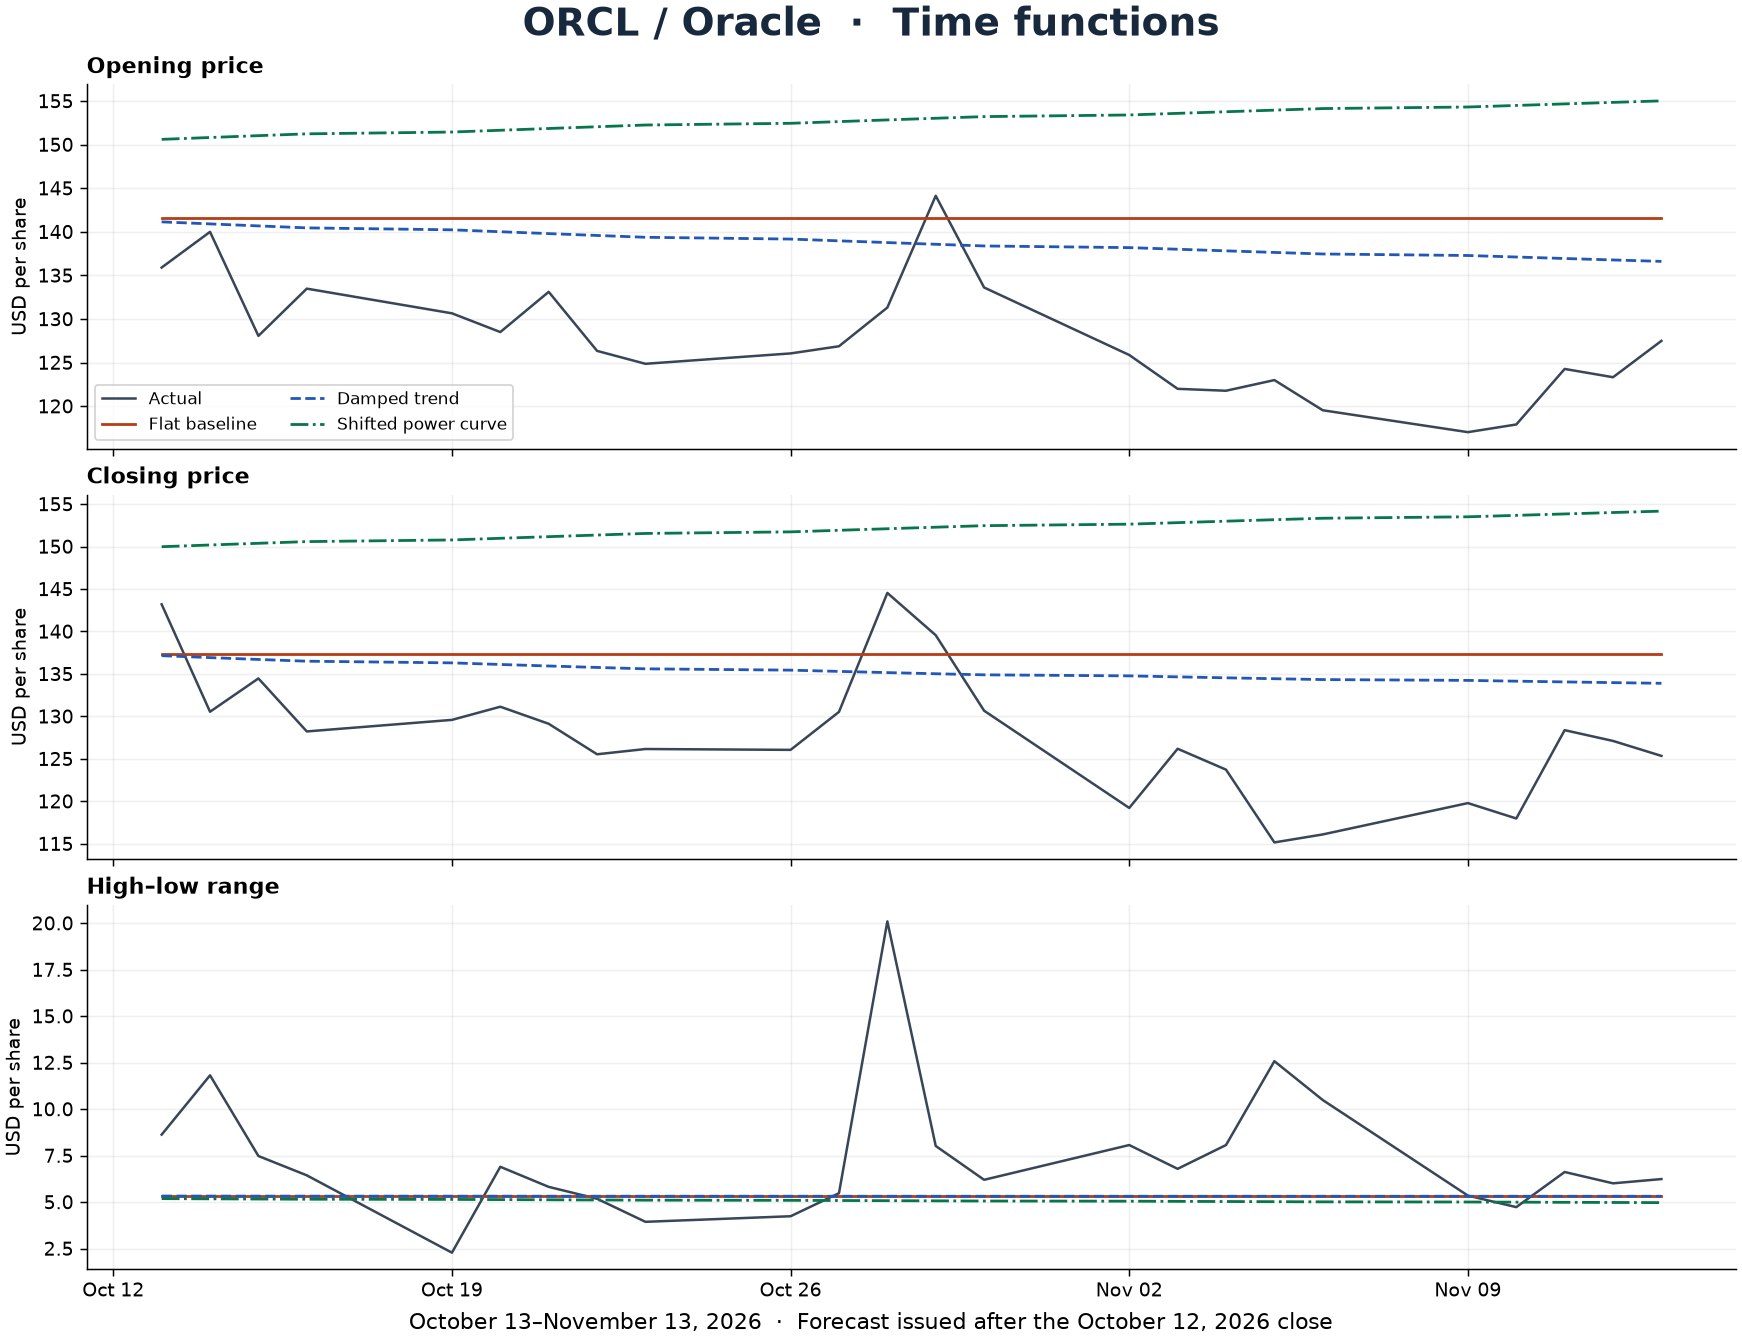 ORCL / Oracle · Time functions
Opening price
155
150
145
140
135
130
125
120
USD per share
Actual
Flat baseline
Damped trend
Shifted power curve
Closing price
155
150
145
140
135
130
125
120
115
USD per share
High–low range
20.0
17.5
15.0
12.5
10.0
7.5
5.0
2.5
USD per share
Oct 12
Oct 19
Oct 26
Nov 02
Nov 09
October 13–November 13, 2026 · Forecast issued after the October 12, 2026 close